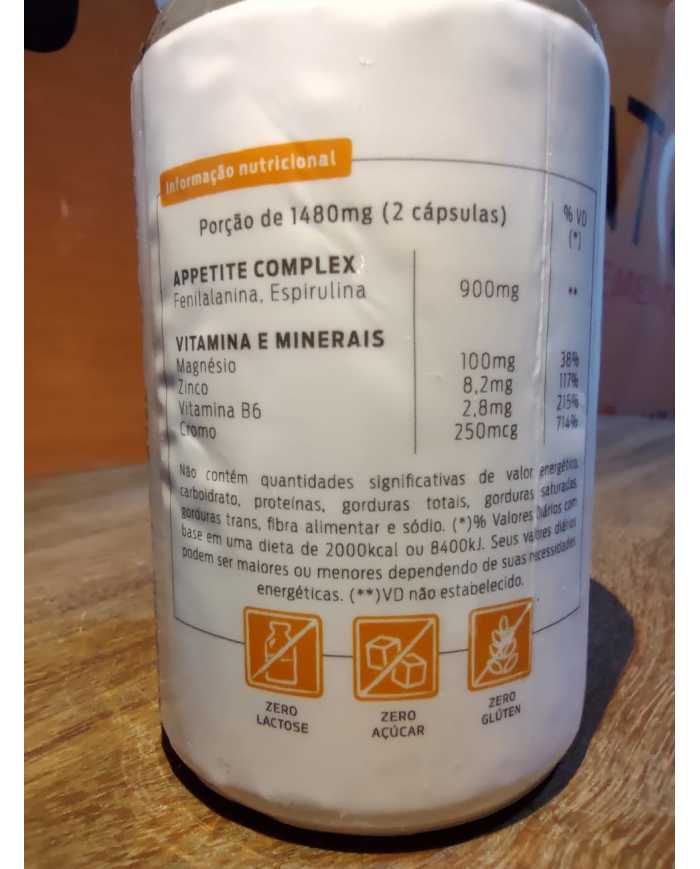 Informação nutricional
Porção de 1480mg (2 cápsulas)
% VD
(*)
APPETITE COMPLEX
Fenilalanina, Espirulina 900mg **
VITAMINA E MINERAIS
Magnésio 100mg 38%
Zinco 8,2mg 117%
Vitamina B6 2,8mg 215%
Cromo 250mcg 714%
Não contém quantidades significativas de valor energético,
carboidrato, proteínas, gorduras totais, gorduras saturadas,
gorduras trans, fibra alimentar e sódio. (*)% Valores Diários com
base em uma dieta de 2000kcal ou 8400kJ. Seus valores diários
podem ser maiores ou menores dependendo de suas necessidades
energéticas. (**)VD não estabelecido.
ZERO
LACTOSE
ZERO
AÇÚCAR
ZERO
GLÚTEN